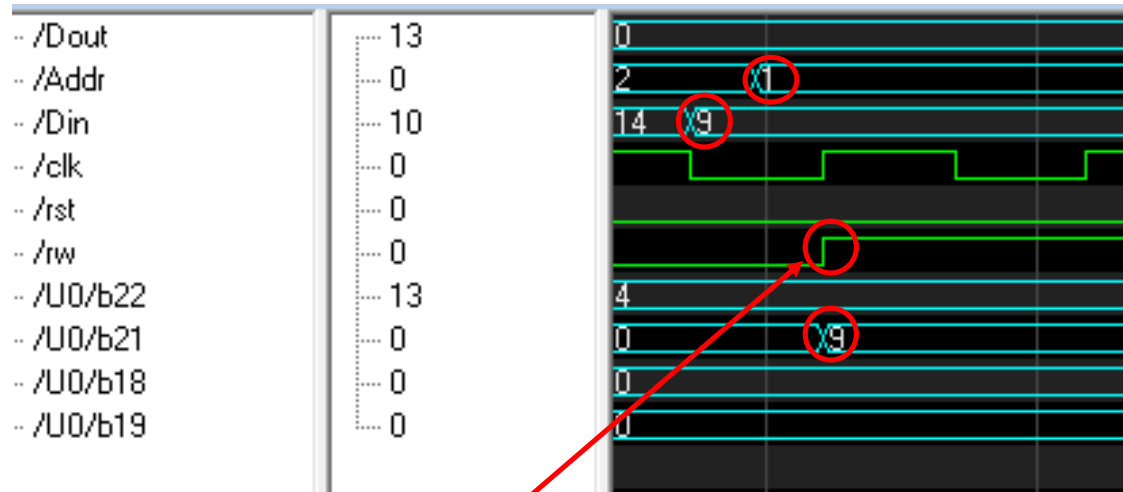 /Dout 13 0
/Addr 0 2 1
/Din 10 14 9
/clk 0
/rst 0
/rw 0
/U0/b22 13 4
/U0/b21 0 0 9
/U0/b18 0 0
/U0/b19 0 0